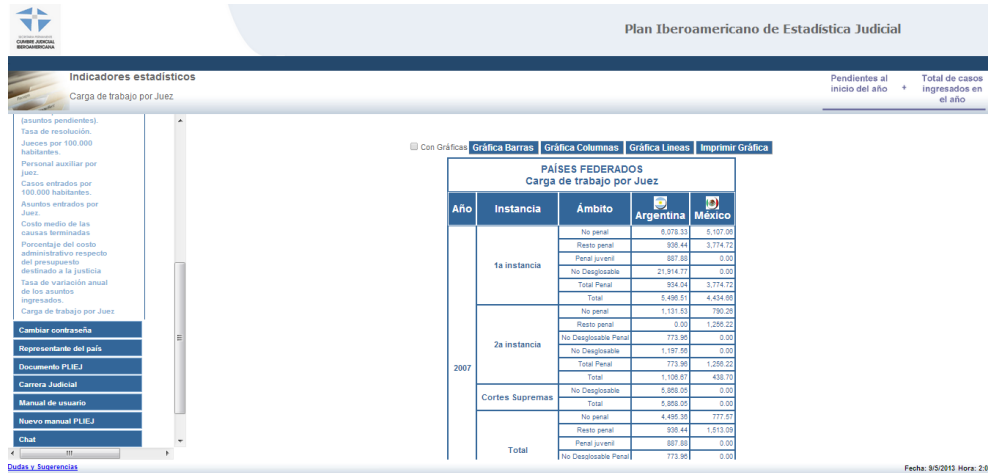 CUMBRE JUDICIAL
IBEROAMERICANA
Plan Iberoamericano de Estadística Judicial
Indicadores estadísticos
Carga de trabajo por Juez
Pendientes al
inicio del año
+
Total de casos
ingresados en
el año
(asuntos pendientes).
Tasa de resolución.
Jueces por 100.000
habitantes.
Personal auxiliar por
juez.
Casos entrados por
100.000 habitantes.
Asuntos entrados por
Juez.
Costo medio de las
causas terminadas
Porcentaje del costo
administrativo respecto
del presupuesto
destinado a la justicia
Tasa de variación anual
de los asuntos
ingresados.
Carga de trabajo por Juez
Cambiar contraseña
Representante del país
Documento PLIEJ
Carrera Judicial
Manual de usuario
Nuevo manual PLIEJ
Chat
Con Gráficas Gráfica Barras Gráfica Columnas Gráfica Lineas Imprimir Gráfica
PAÍSES FEDERADOS
Carga de trabajo por Juez
Año Instancia Ámbito Argentina México
2007
1a instancia
No penal 6,078.33 5,107.06
Resto penal 936.44 3,774.72
Penal juvenil 887.88 0.00
No Desglosable 21,914.77 0.00
Total Penal 934.04 3,774.72
Total 5,496.51 4,434.66
2a instancia
No penal 1,131.53 790.26
Resto penal 0.00 1,256.22
No Desglosable Penal 773.96 0.00
No Desglosable 1,197.56 0.00
Total Penal 773.96 1,256.22
Total 1,106.67 438.70
Cortes Supremas
No Desglosable 5,868.05 0.00
Total 5,868.05 0.00
Total
No penal 4,495.36 777.57
Resto penal 936.44 1,513.09
Penal juvenil 887.88 0.00
No Desglosable Penal 773.96 0.00
Dudas y Sugerencias
Fecha: 9/5/2013 Hora: 2:0